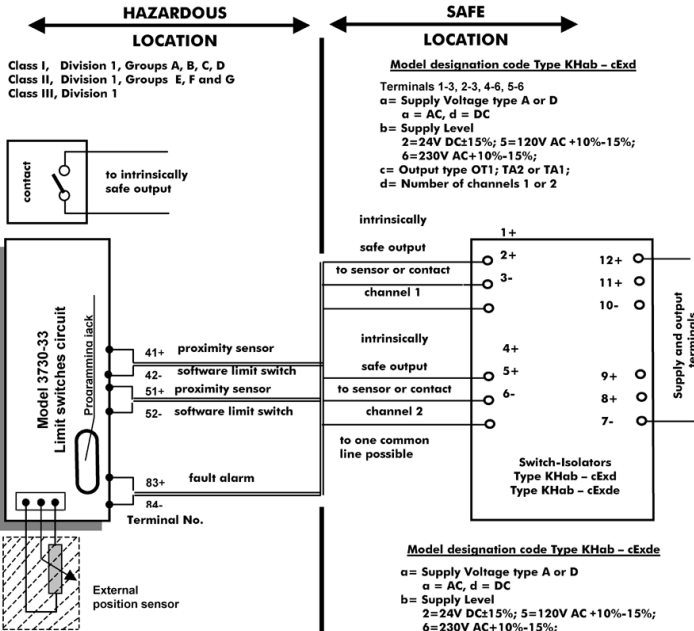 HAZARDOUS
LOCATION
SAFE
LOCATION
Class I, Division 1, Groups A, B, C, D
Class II, Division 1, Groups E, F and G
Class III, Division 1
Model designation code Type KHab – cExd
Terminals 1-3, 2-3, 4-6, 5-6
a= Supply Voltage type A or D
a = AC, d = DC
b= Supply Level
2=24V DC±15%; 5=120V AC +10%-15%;
6=230V AC+10%-15%;
c= Output type OT1; TA2 or TA1;
d= Number of channels 1 or 2
contact
to intrinsically
safe output
intrinsically
safe output
to sensor or contact
channel 1
1+
2+
3-
12+
11+
10-
intrinsically
safe output
to sensor or contact
channel 2
to one common
line possible
4+
5+
6-
9+
8+
7-
Supply and output
terminals
Switch-Isolators
Type KHab – cExd
Type KHab – cExde
Model 3730-33
Limit switches circuit
Programming jack
41+ proximity sensor
42- software limit switch
51+ proximity sensor
52- software limit switch
83+ fault alarm
84-
Terminal No.
External
position sensor
Model designation code Type KHab – cExde
a= Supply Voltage type A or D
a = AC, d = DC
b= Supply Level
2=24V DC±15%; 5=120V AC +10%-15%;
6=230V AC+10%-15%;